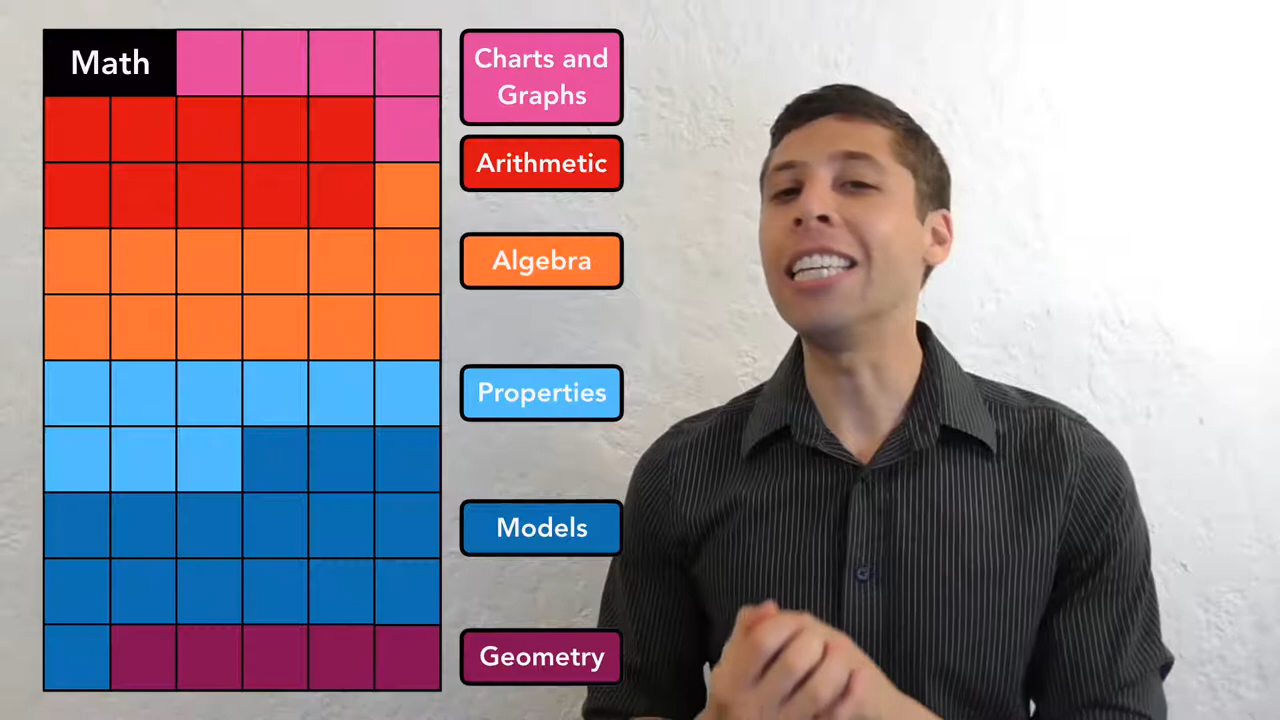 Math
Charts and
Graphs
Arithmetic
Algebra
Properties
Models
Geometry